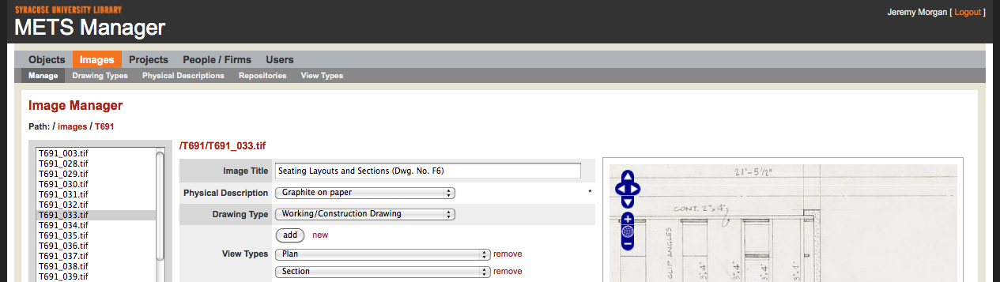 SYRACUSE UNIVERSITY LIBRARY
METS Manager
Jeremy Morgan [ Logout ]
Objects Images Projects People / Firms Users
Manage Drawing Types Physical Descriptions Repositories View Types
Image Manager
Path: / images / T691
T691_003.tif
T691_028.tif
T691_029.tif
T691_030.tif
T691_031.tif
T691_032.tif
T691_033.tif
T691_034.tif
T691_035.tif
T691_036.tif
T691_037.tif
T691_038.tif
T691_039.tif
/T691/T691_033.tif
Image Title Seating Layouts and Sections (Dwg. No. F6)
Physical Description Graphite on paper *
Drawing Type Working/Construction Drawing
add new
View Types Plan remove
Section remove
21'-5 1/2"
CONT. 2"x4"
CLIP ANGLES
3'.4"
3'.4"
3'.4"